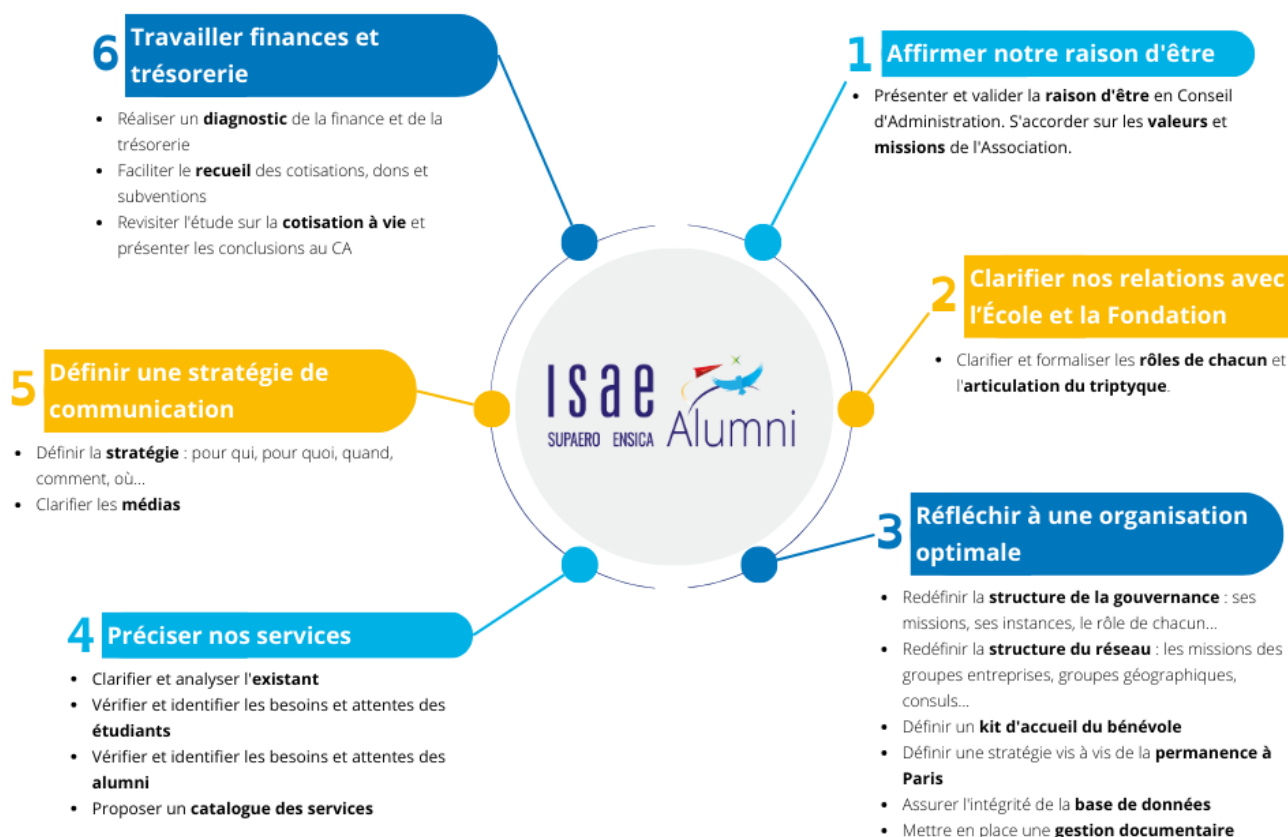 1 Affirmer notre raison d'être
• Présenter et valider la raison d'être en Conseil
d'Administration. S'accorder sur les valeurs et
missions de l'Association.
2 Clarifier nos relations avec
l'École et la Fondation
• Clarifier et formaliser les rôles de chacun et
l'articulation du triptyque.
3 Réfléchir à une organisation
optimale
• Redéfinir la structure de la gouvernance : ses
missions, ses instances, le rôle de chacun...
• Redéfinir la structure du réseau : les missions des
groupes entreprises, groupes géographiques,
consuls...
• Définir un kit d'accueil du bénévole
• Définir une stratégie vis à vis de la permanence à
Paris
• Assurer l'intégrité de la base de données
• Mettre en place une gestion documentaire
4 Préciser nos services
• Clarifier et analyser l'existant
• Vérifier et identifier les besoins et attentes des
étudiants
• Vérifier et identifier les besoins et attentes des
alumni
• Proposer un catalogue des services
5 Définir une stratégie de
communication
• Définir la stratégie : pour qui, pour quoi, quand,
comment, où...
• Clarifier les médias
6 Travailler finances et
trésorerie
• Réaliser un diagnostic de la finance et de la
trésorerie
• Faciliter le recueil des cotisations, dons et
subventions
• Revisiter l'étude sur la cotisation à vie et
présenter les conclusions au CA
isae
SUPAERO ENSICA Alumni